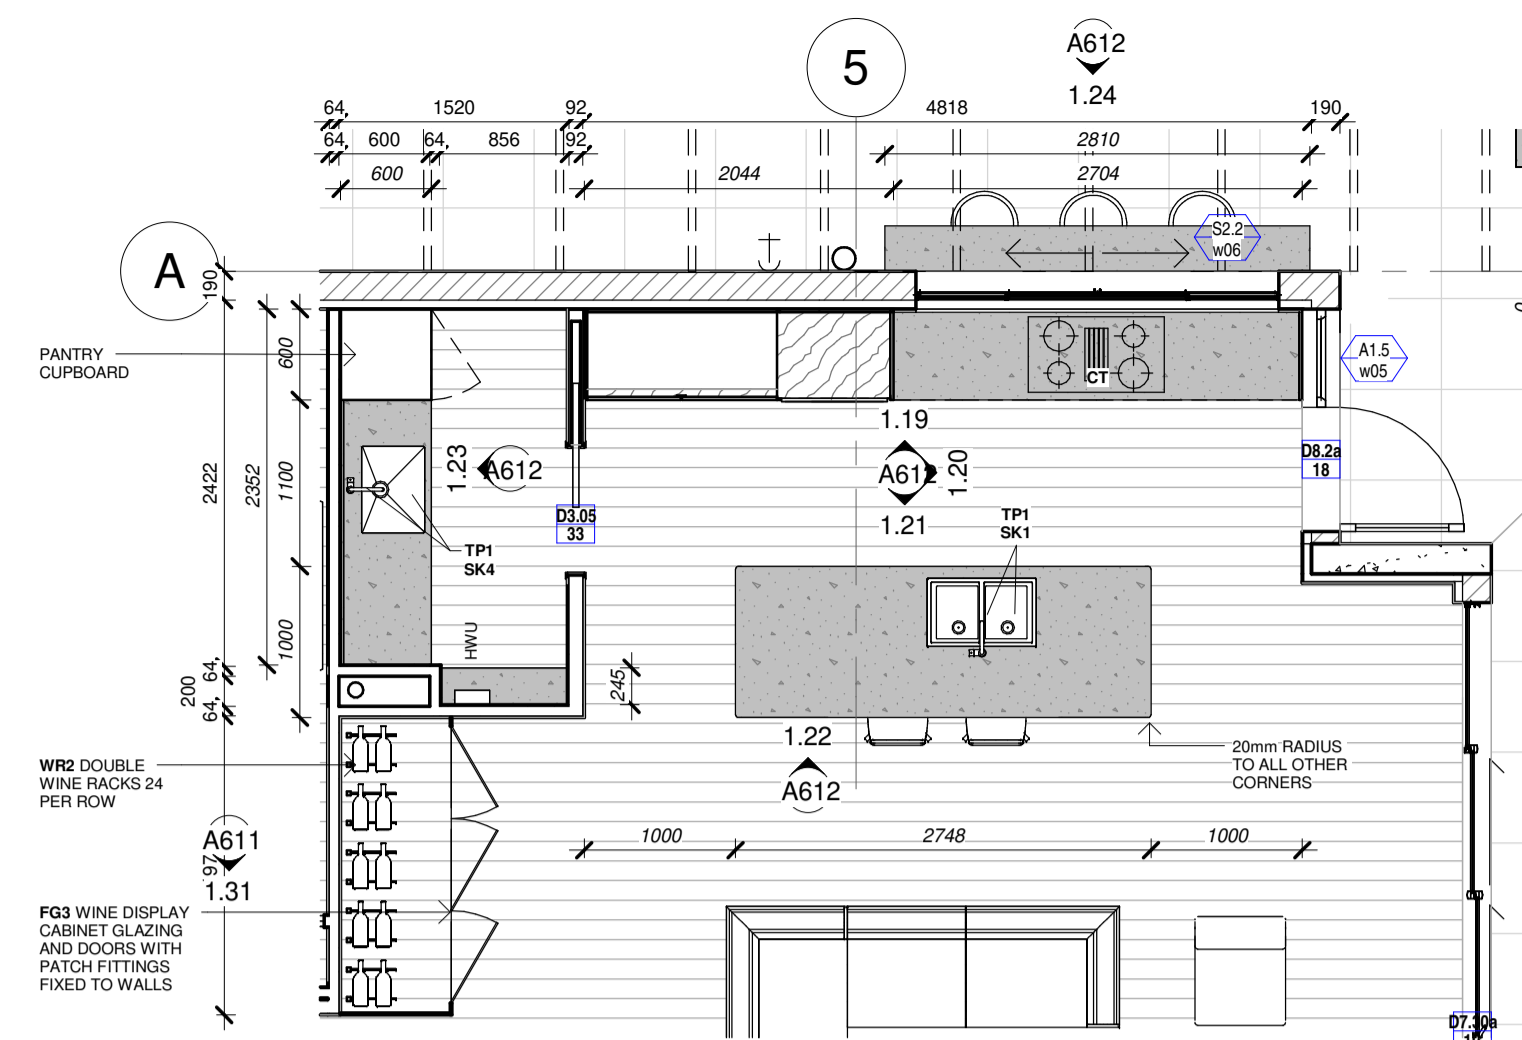 5
A612
1.24
64, 1520 92, 4818 190
64, 600 64, 856 92, 2810
600 2044 2704
S2.2
w06
A
190
PANTRY
CUPBOARD
600
A1.5
w05
CT
1.19
1.23
A612
A612
1.20
1.21
D8.2a
18
2422
2352
1100
D3.05
33
TP1
SK1
TP1
SK4
HWU
1000
64,
200
64,
245
1.22
A612
20mm RADIUS
TO ALL OTHER
CORNERS
WR2 DOUBLE
WINE RACKS 24
PER ROW
A611
97
1.31
1000 2748 1000
FG3 WINE DISPLAY
CABINET GLAZING
AND DOORS WITH
PATCH FITTINGS
FIXED TO WALLS
D7.30a